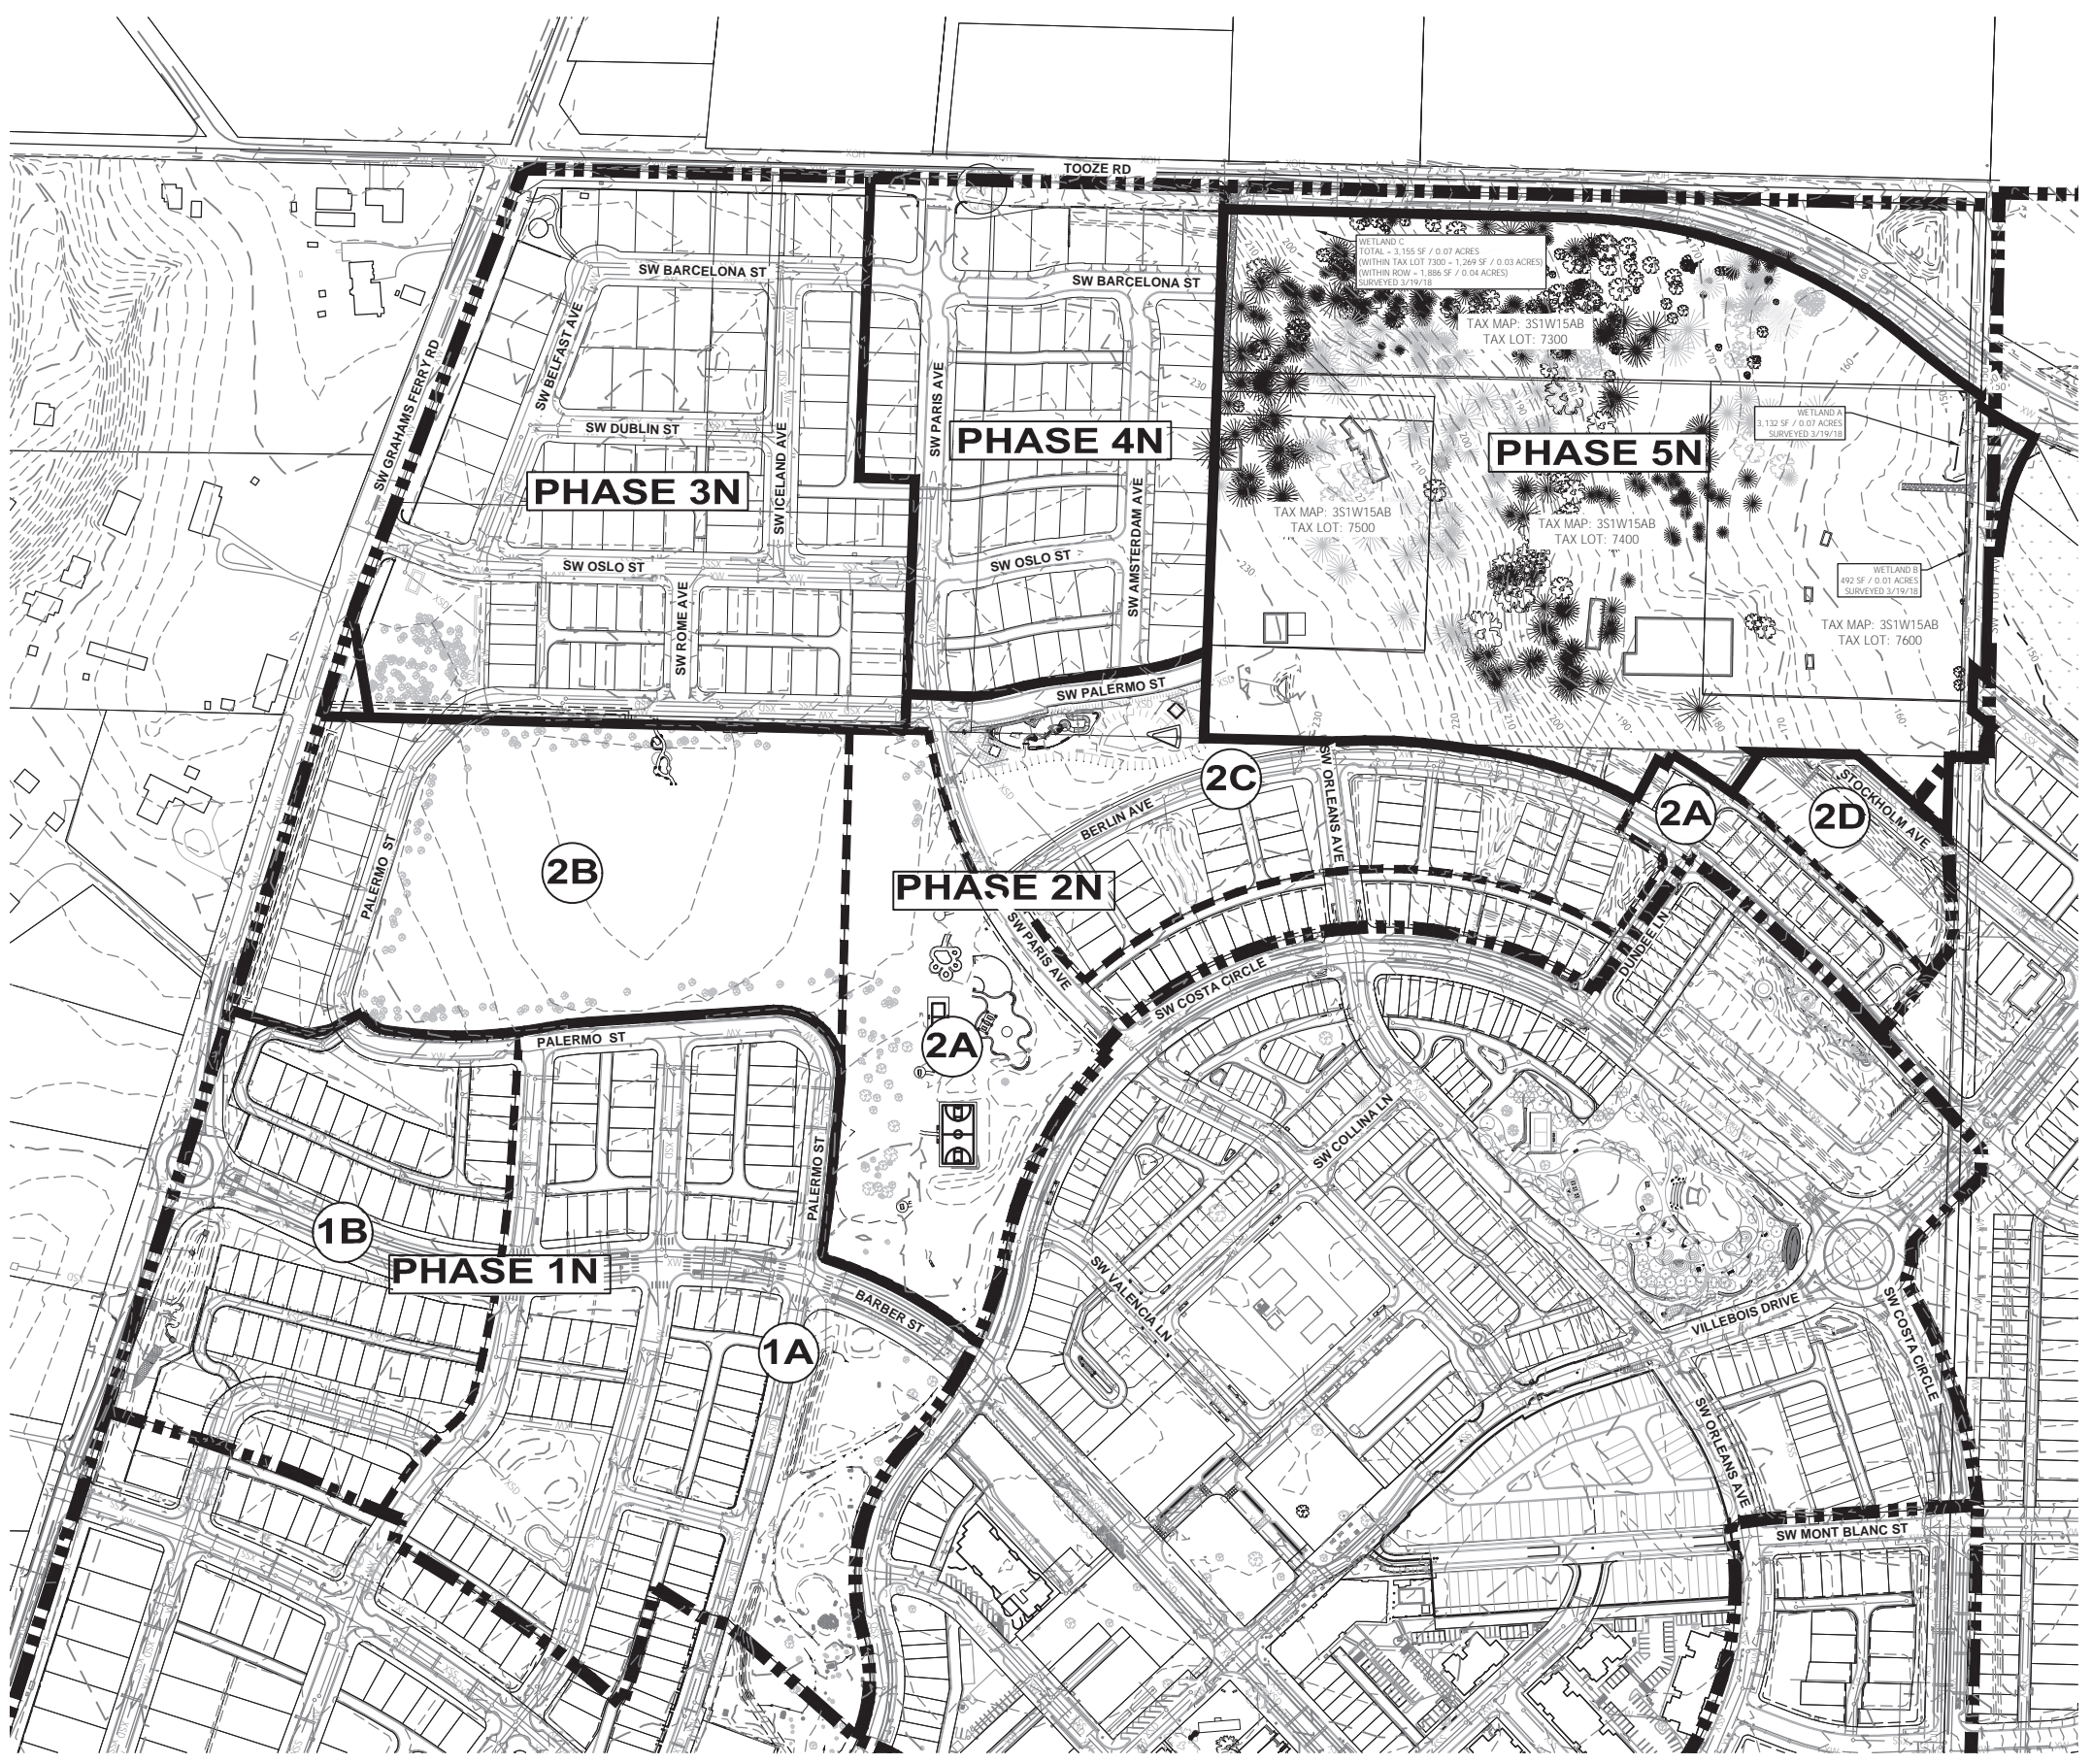 TOOZE RD
WETLAND C
TOTAL = 3,155 SF / 0.07 ACRES
(WITHIN TAX LOT 7300 = 1,269 SF / 0.03 ACRES)
(WITHIN ROW = 1,886 SF / 0.04 ACRES)
SURVEYED 3/19/18
SW BARCELONA ST
SW BARCELONA ST
TAX MAP: 3S1W15AB
TAX LOT: 7300
SW GRAHAMS FERRY RD
SW BELFAST AVE
SW PARIS AVE
WETLAND A
3,132 SF / 0.07 ACRES
SURVEYED 3/19/18
SW DUBLIN ST
SW ICELAND AVE
PHASE 4N
PHASE 5N
PHASE 3N
TAX MAP: 3S1W15AB
TAX LOT: 7500
TAX MAP: 3S1W15AB
TAX LOT: 7400
SW AMSTERDAM AVE
SW OSLO ST
SW OSLO ST
WETLAND B
492 SF / 0.01 ACRES
SURVEYED 3/19/18
SW ROME AVE
TAX MAP: 3S1W15AB
TAX LOT: 7600
SW PALERMO ST
2C
SW ORLEANS AVE
STOCKHOLM AVE
2A
2D
BERLIN AVE
2B
PALERMO ST
PHASE 2N
SW PARIS AVE
DUNDEE LN
SW COSTA CIRCLE
PALERMO ST
2A
SW COLLINA LN
PALERMO ST
1B
PHASE 1N
SW VALENCIA LN
BARBER ST
VILLEBOIS DRIVE
SW COSTA CIRCLE
1A
SW ORLEANS AVE
SW MONT BLANC ST